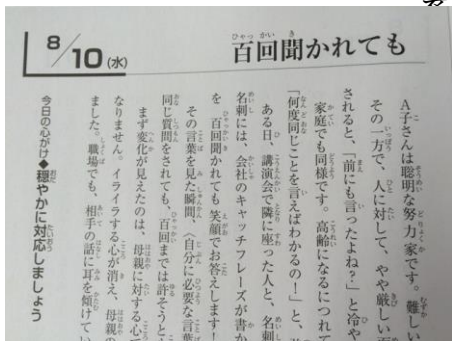 8/10(水)
百回聞かれても
A子さんは聡明な努力家です。難しい
その一方で、人に対して、やや厳しい面
されると、「前にも言ったよね?」と冷や
家庭でも同様です。高齢になるにつれて
「何度同じことを言えばわかるの!」と、
ある日、講演会で隣に座った人と、名刺
名刺には、会社のキャッチフレーズが書か
を 百回聞かれても 笑顔でお答えします!
その言葉を見た瞬間、〈自分に必要な言葉
同じ質問をされても、百回までは許そうと
まず変化が見えたのは、母親に対する
なりません。イライラする心が消え、母親の
ました。職場でも、相手の話に耳を傾けてい
今日の心がけ◆穏やかに対応しましょう